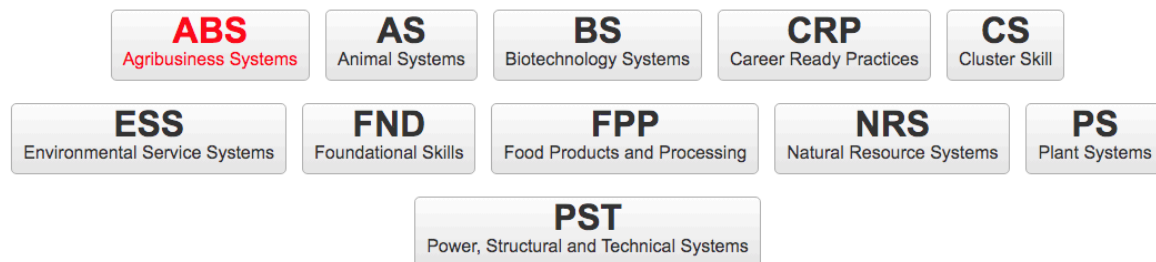 ABS AS BS CRP CS
Agribusiness Systems Animal Systems Biotechnology Systems Career Ready Practices Cluster Skill
ESS FND FPP NRS PS
Environmental Service Systems Foundational Skills Food Products and Processing Natural Resource Systems Plant Systems
PST
Power, Structural and Technical Systems